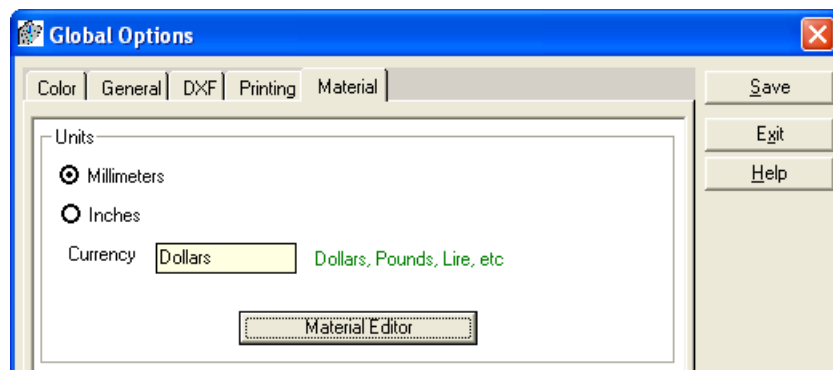 Global Options
Color General DXF Printing Material
Save
Units
Exit
Millimeters
Help
Inches
Currency Dollars Dollars, Pounds, Lire, etc
Material Editor